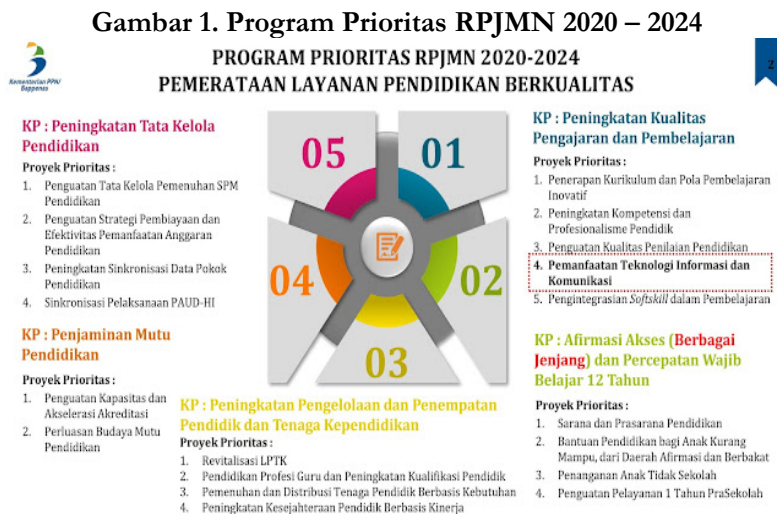 Gambar 1. Program Prioritas RPJMN 2020 – 2024
Kementerian PPN/
Bappenas
PROGRAM PRIORITAS RPJMN 2020-2024
PEMERATAAN LAYANAN PENDIDIKAN BERKUALITAS
2
KP : Peningkatan Tata Kelola
Pendidikan
Proyek Prioritas :
1. Penguatan Tata Kelola Pemenuhan SPM
Pendidikan
2. Penguatan Strategi Pembiayaan dan
Efektivitas Pemanfaatan Anggaran
Pendidikan
3. Peningkatan Sinkronisasi Data Pokok
Pendidikan
4. Sinkronisasi Pelaksanaan PAUD-HI
KP : Penjaminan Mutu
Pendidikan
Proyek Prioritas :
1. Penguatan Kapasitas dan
Akselerasi Akreditasi
2. Perluasan Budaya Mutu
Pendidikan
05
01
04
02
03
KP : Peningkatan Pengelolaan dan Penempatan
Pendidik dan Tenaga Kependidikan
Proyek Prioritas :
1. Revitalisasi LPTK
2. Pendidikan Profesi Guru dan Peningkatan Kualifikasi Pendidik
3. Pemenuhan dan Distribusi Tenaga Pendidik Berbasis Kebutuhan
4. Peningkatan Kesejahteraan Pendidik Berbasis Kinerja
KP : Peningkatan Kualitas
Pengajaran dan Pembelajaran
Proyek Prioritas :
1. Penerapan Kurikulum dan Pola Pembelajaran
Inovatif
2. Peningkatan Kompetensi dan
Profesionalisme Pendidik
3. Penguatan Kualitas Penilaian Pendidikan
4. Pemanfaatan Teknologi Informasi dan
Komunikasi
5. Pengintegrasian Softskill dalam Pembelajaran
KP : Afirmasi Akses (Berbagai
Jenjang) dan Percepatan Wajib
Belajar 12 Tahun
Proyek Prioritas :
1. Sarana dan Prasarana Pendidikan
2. Bantuan Pendidikan bagi Anak Kurang
Mampu, dari Daerah Afirmasi dan Berbakat
3. Penanganan Anak Tidak Sekolah
4. Penguatan Pelayanan 1 Tahun PraSekolah